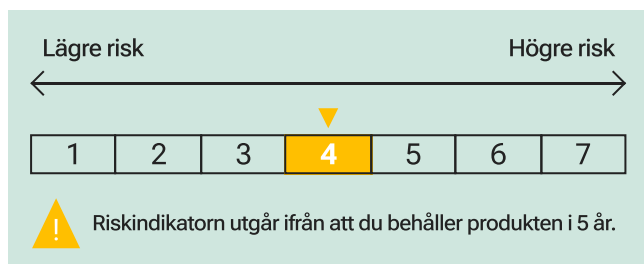 Lägre risk Högre risk
1 2 3 4 5 6 7
! Riskindikatorn utgår ifrån att du behåller produkten i 5 år.